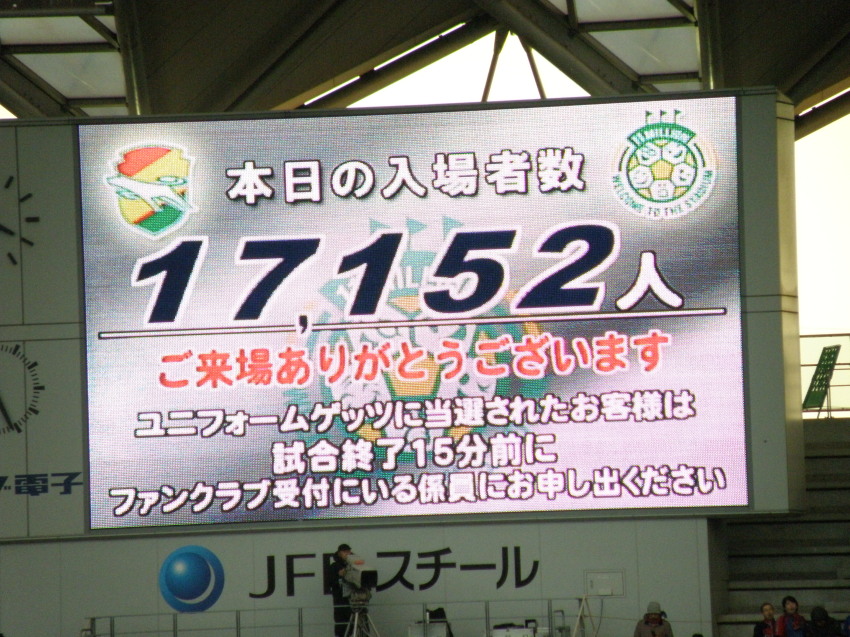 本日の入場者数
17,152人
ご来場ありがとうございます
ユニフォームゲッツに当選されたお客様は
試合終了15分前に
ファンクラブ受付にいる係員にお申し出ください
WELCOME TO THE STADIUM
子電
スチール